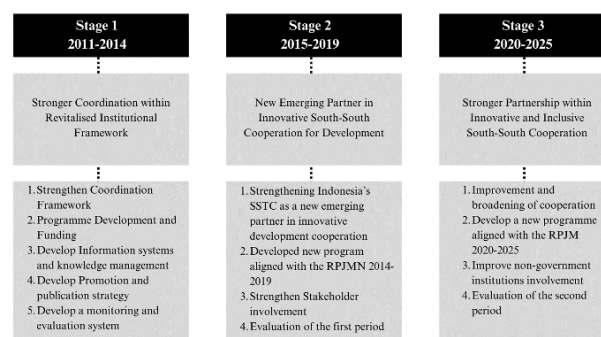 Stage 1
2011-2014
Stronger Coordination within
Revitalised Institutional
Framework
1. Strengthen Coordination
Framework
2. Programme Development and
Funding
3. Develop Information systems
and knowledge management
4. Develop Promotion and
publication strategy
5. Develop a monitoring and
evaluation system
Stage 2
2015-2019
New Emerging Partner in
Innovative South-South
Cooperation for Development
1. Strengthening Indonesia's
SSTC as a new emerging
partner in innovative
development cooperation
2. Developed new program
aligned with the RPJMN 2014-
2019
3. Strengthen Stakeholder
involvement
4. Evaluation of the first period
Stage 3
2020-2025
Stronger Partnership within
Innovative and Inclusive
South-South Cooperation
1. Improvement and
broadening of cooperation
2. Develop a new programme
aligned with the RPJM
2020-2025
3. Improve non-government
institutions involvement
4. Evaluation of the second
period